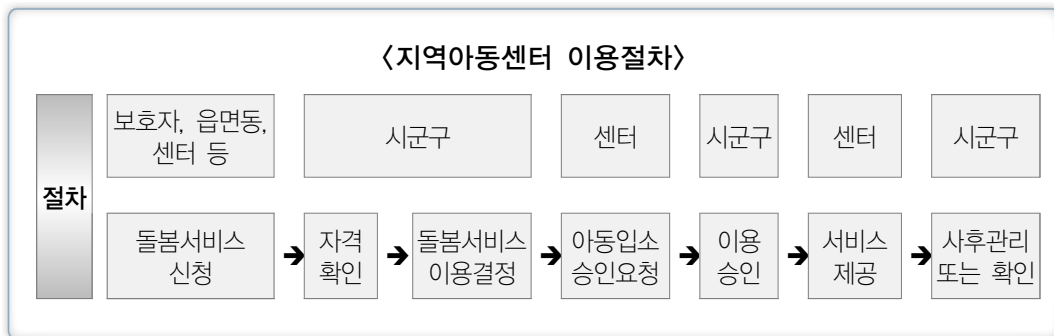 〈지역아동센터 이용절차〉
절차
보호자, 읍면동,
센터 등
시군구
센터
시군구
센터
시군구
돌봄서비스
신청
➔
자격
확인
➔
돌봄서비스
이용결정
➔
아동입소
승인요청
➔
이용
승인
➔
서비스
제공
➔
사후관리
또는 확인